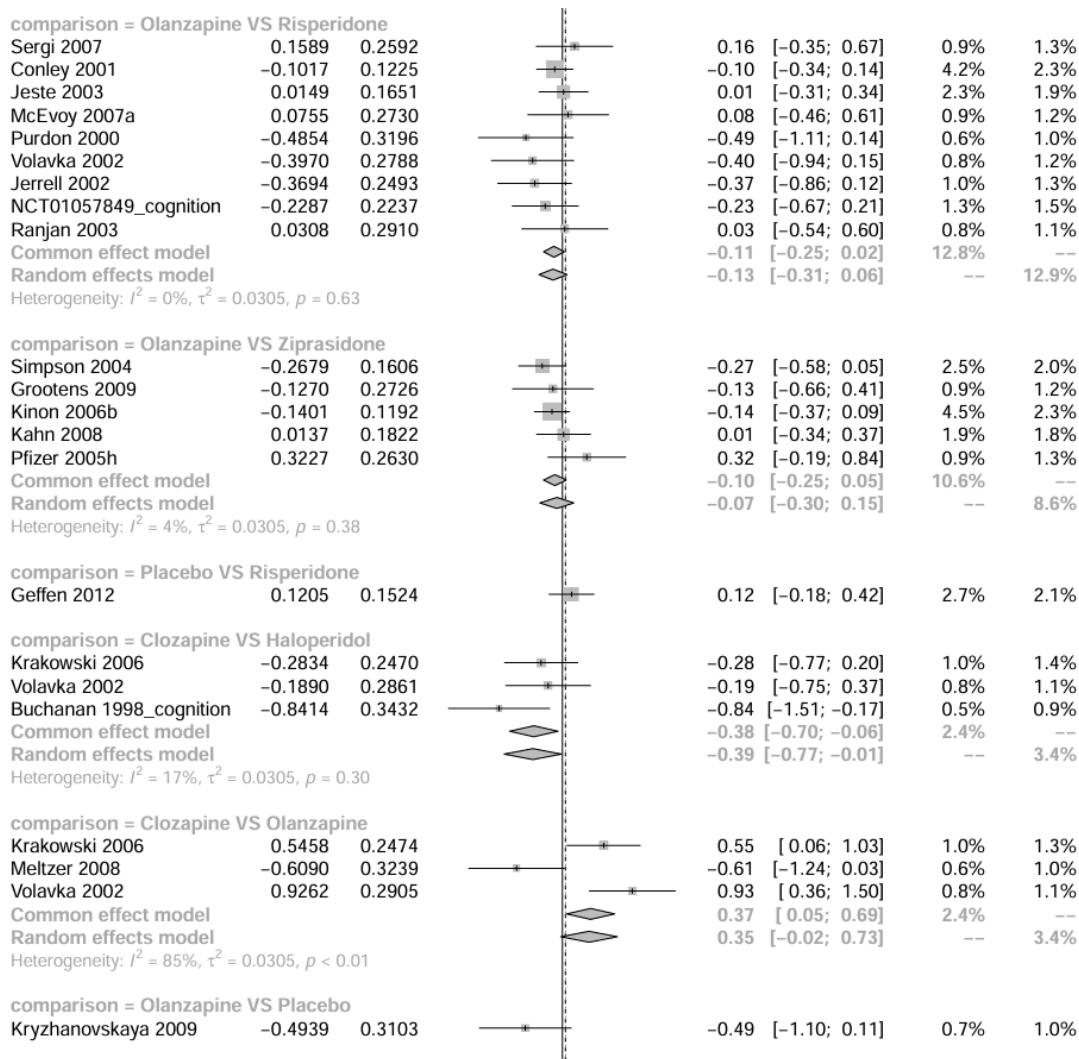 comparison = Olanzapine VS Risperidone
Sergi 2007 0.1589 0.2592 0.16 [−0.35; 0.67] 0.9% 1.3%
Conley 2001 −0.1017 0.1225 −0.10 [−0.34; 0.14] 4.2% 2.3%
Jeste 2003 0.0149 0.1651 0.01 [−0.31; 0.34] 2.3% 1.9%
McEvoy 2007a 0.0755 0.2730 0.08 [−0.46; 0.61] 0.9% 1.2%
Purdon 2000 −0.4854 0.3196 −0.49 [−1.11; 0.14] 0.6% 1.0%
Volavka 2002 −0.3970 0.2788 −0.40 [−0.94; 0.15] 0.8% 1.2%
Jerrell 2002 −0.3694 0.2493 −0.37 [−0.86; 0.12] 1.0% 1.3%
NCT01057849_cognition −0.2287 0.2237 −0.23 [−0.67; 0.21] 1.3% 1.5%
Ranjan 2003 0.0308 0.2910 0.03 [−0.54; 0.60] 0.8% 1.1%
Common effect model −0.11 [−0.25; 0.02] 12.8% −−
Random effects model −0.13 [−0.31; 0.06] −− 12.9%
Heterogeneity: I² = 0%, τ² = 0.0305, p = 0.63
comparison = Olanzapine VS Ziprasidone
Simpson 2004 −0.2679 0.1606 −0.27 [−0.58; 0.05] 2.5% 2.0%
Grootens 2009 −0.1270 0.2726 −0.13 [−0.66; 0.41] 0.9% 1.2%
Kinon 2006b −0.1401 0.1192 −0.14 [−0.37; 0.09] 4.5% 2.3%
Kahn 2008 0.0137 0.1822 0.01 [−0.34; 0.37] 1.9% 1.8%
Pfizer 2005h 0.3227 0.2630 0.32 [−0.19; 0.84] 0.9% 1.3%
Common effect model −0.10 [−0.25; 0.05] 10.6% −−
Random effects model −0.07 [−0.30; 0.15] −− 8.6%
Heterogeneity: I² = 4%, τ² = 0.0305, p = 0.38
comparison = Placebo VS Risperidone
Geffen 2012 0.1205 0.1524 0.12 [−0.18; 0.42] 2.7% 2.1%
comparison = Clozapine VS Haloperidol
Krakowski 2006 −0.2834 0.2470 −0.28 [−0.77; 0.20] 1.0% 1.4%
Volavka 2002 −0.1890 0.2861 −0.19 [−0.75; 0.37] 0.8% 1.1%
Buchanan 1998_cognition −0.8414 0.3432 −0.84 [−1.51; −0.17] 0.5% 0.9%
Common effect model −0.38 [−0.70; −0.06] 2.4% −−
Random effects model −0.39 [−0.77; −0.01] −− 3.4%
Heterogeneity: I² = 17%, τ² = 0.0305, p = 0.30
comparison = Clozapine VS Olanzapine
Krakowski 2006 0.5458 0.2474 0.55 [ 0.06; 1.03] 1.0% 1.3%
Meltzer 2008 −0.6090 0.3239 −0.61 [−1.24; 0.03] 0.6% 1.0%
Volavka 2002 0.9262 0.2905 0.93 [ 0.36; 1.50] 0.8% 1.1%
Common effect model 0.37 [ 0.05; 0.69] 2.4% −−
Random effects model 0.35 [−0.02; 0.73] −− 3.4%
Heterogeneity: I² = 85%, τ² = 0.0305, p < 0.01
comparison = Olanzapine VS Placebo
Kryzhanovskaya 2009 −0.4939 0.3103 −0.49 [−1.10; 0.11] 0.7% 1.0%